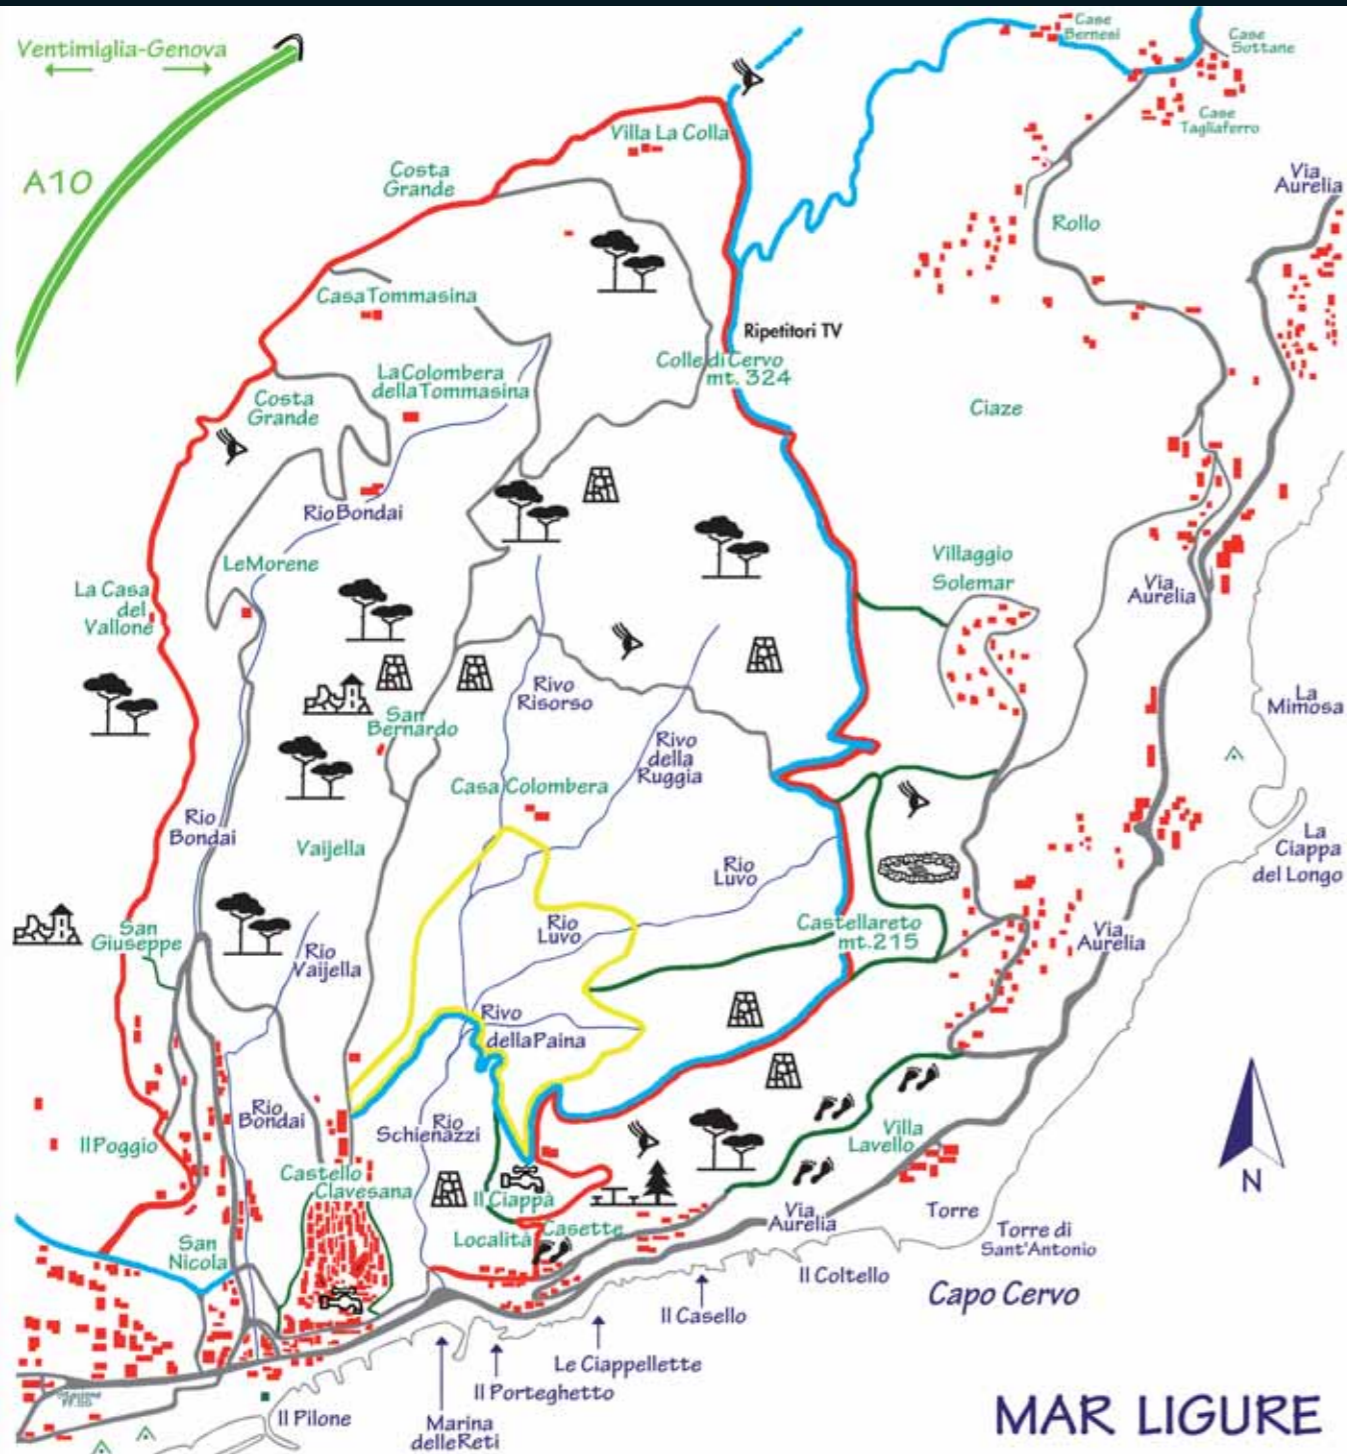 Ventimiglia-Genova
A10
Case
Bernesi
Case
Sottane
Case
Tagliaferro
Villa La Colla
Costa
Grande
Via
Aurelia
Rollo
Casa Tommasina
Ripetitori TV
Colle di Cervo
mt. 324
La Colombera
della Tommasina
Costa
Grande
Ciaze
Rio Bondai
Le Morene
Villaggio
Solemar
Via
Aurelia
La Casa
del
Vallone
Rivo
Risorso
San
Bernardo
La
Mimosa
Rivo
della
Ruggia
Casa Colombera
Rio
Bondai
Vaijella
La
Ciappa
del Longo
Rio
Luvo
San
Giuseppe
Rio
Luvo
Castellareto
mt.215
Via
Aurelia
Rio
Vaijella
Rivo
della Paina
Rio
Bondai
Rio
Schienazzi
Il Poggio
Villa
Lavello
N
Castello
Clavesana
Il Ciappà
Via
Aurelia
Torre
Torre di
Sant'Antonio
San
Nicola
Località Casette
Il Coltello
Capo Cervo
Il Casello
Le Ciappellette
Il Porteghetto
Stazione
FF.SS.
Il Pilone
Marina
delle Reti
MAR LIGURE